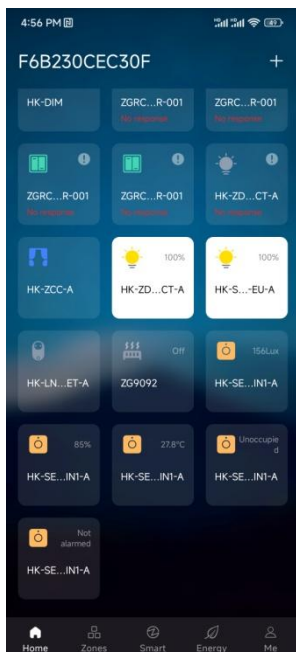 4:56 PM
F6B230CEC30F
+
HK-DIM
ZGRC...R-001
No response
ZGRC...R-001
No response
ZGRC...R-001
No response
ZGRC...R-001
No response
HK-ZD...CT-A
No response
HK-ZCC-A
100%
HK-ZD...CT-A
100%
HK-S...-EU-A
HK-LN...ET-A
Off
ZG9092
156Lux
HK-SE...IN1-A
85%
HK-SE...IN1-A
27.8°C
HK-SE...IN1-A
Unoccupie
d
HK-SE...IN1-A
Not
alarmed
HK-SE...IN1-A
Home Zones Smart Energy Me